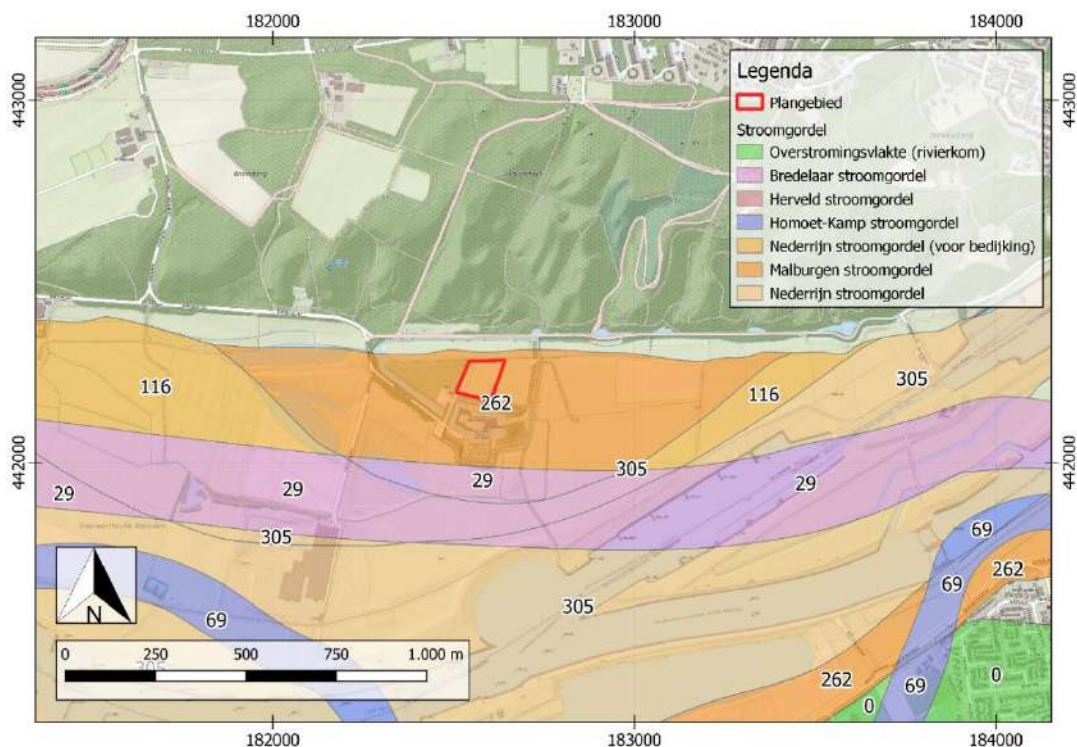 182000
183000
184000
443000
443000
Legenda
Plangebied
Stroomgordel
Overstromingsvlakte (rivierkom)
Bredelaar stroomgordel
Herveld stroomgordel
Homoet-Kamp stroomgordel
Nederrijn stroomgordel (voor bedijking)
Malburgen stroomgordel
Nederrijn stroomgordel
116
262
116
305
442000
442000
29
29
29
305
29
305
69
305
69
69
262
N
69
262
0
0
69
305
0
250
500
750
1.000 m
182000
183000
184000